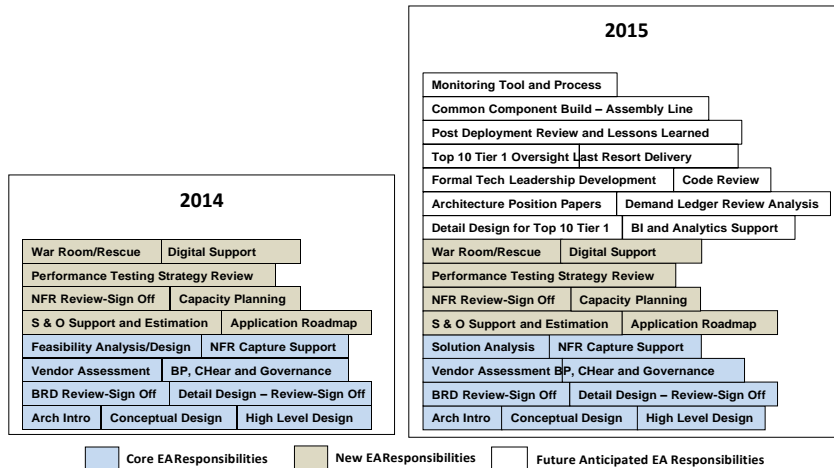 2014
War Room/Rescue Digital Support
Performance Testing Strategy Review
NFR Review-Sign Off Capacity Planning
S & O Support and Estimation Application Roadmap
Feasibility Analysis/Design NFR Capture Support
Vendor Assessment BP, CHear and Governance
BRD Review-Sign Off Detail Design – Review-Sign Off
Arch Intro Conceptual Design High Level Design
2015
Monitoring Tool and Process
Common Component Build – Assembly Line
Post Deployment Review and Lessons Learned
Top 10 Tier 1 Oversight Last Resort Delivery
Formal Tech Leadership Development Code Review
Architecture Position Papers Demand Ledger Review Analysis
Detail Design for Top 10 Tier 1 BI and Analytics Support
War Room/Rescue Digital Support
Performance Testing Strategy Review
NFR Review-Sign Off Capacity Planning
S & O Support and Estimation Application Roadmap
Solution Analysis NFR Capture Support
Vendor Assessment BP, CHear and Governance
BRD Review-Sign Off Detail Design – Review-Sign Off
Arch Intro Conceptual Design High Level Design
Core EA Responsibilities New EA Responsibilities Future Anticipated EA Responsibilities